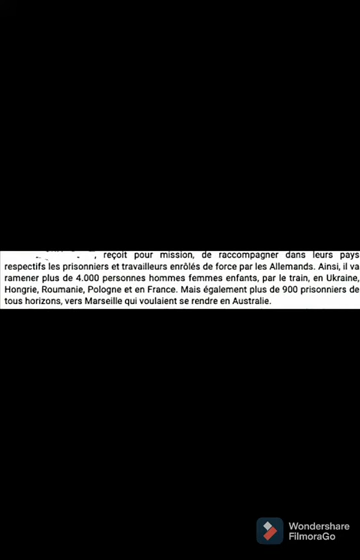 , reçoit pour mission, de raccompagner dans leurs pays
respectifs les prisonniers et travailleurs enrôlés de force par les Allemands. Ainsi, il va
ramener plus de 4.000 personnes hommes femmes enfants, par le train, en Ukraine,
Hongrie, Roumanie, Pologne et en France. Mais également plus de 900 prisonniers de
tous horizons, vers Marseille qui voulaient se rendre en Australie.
Wondershare
FilmoraGo